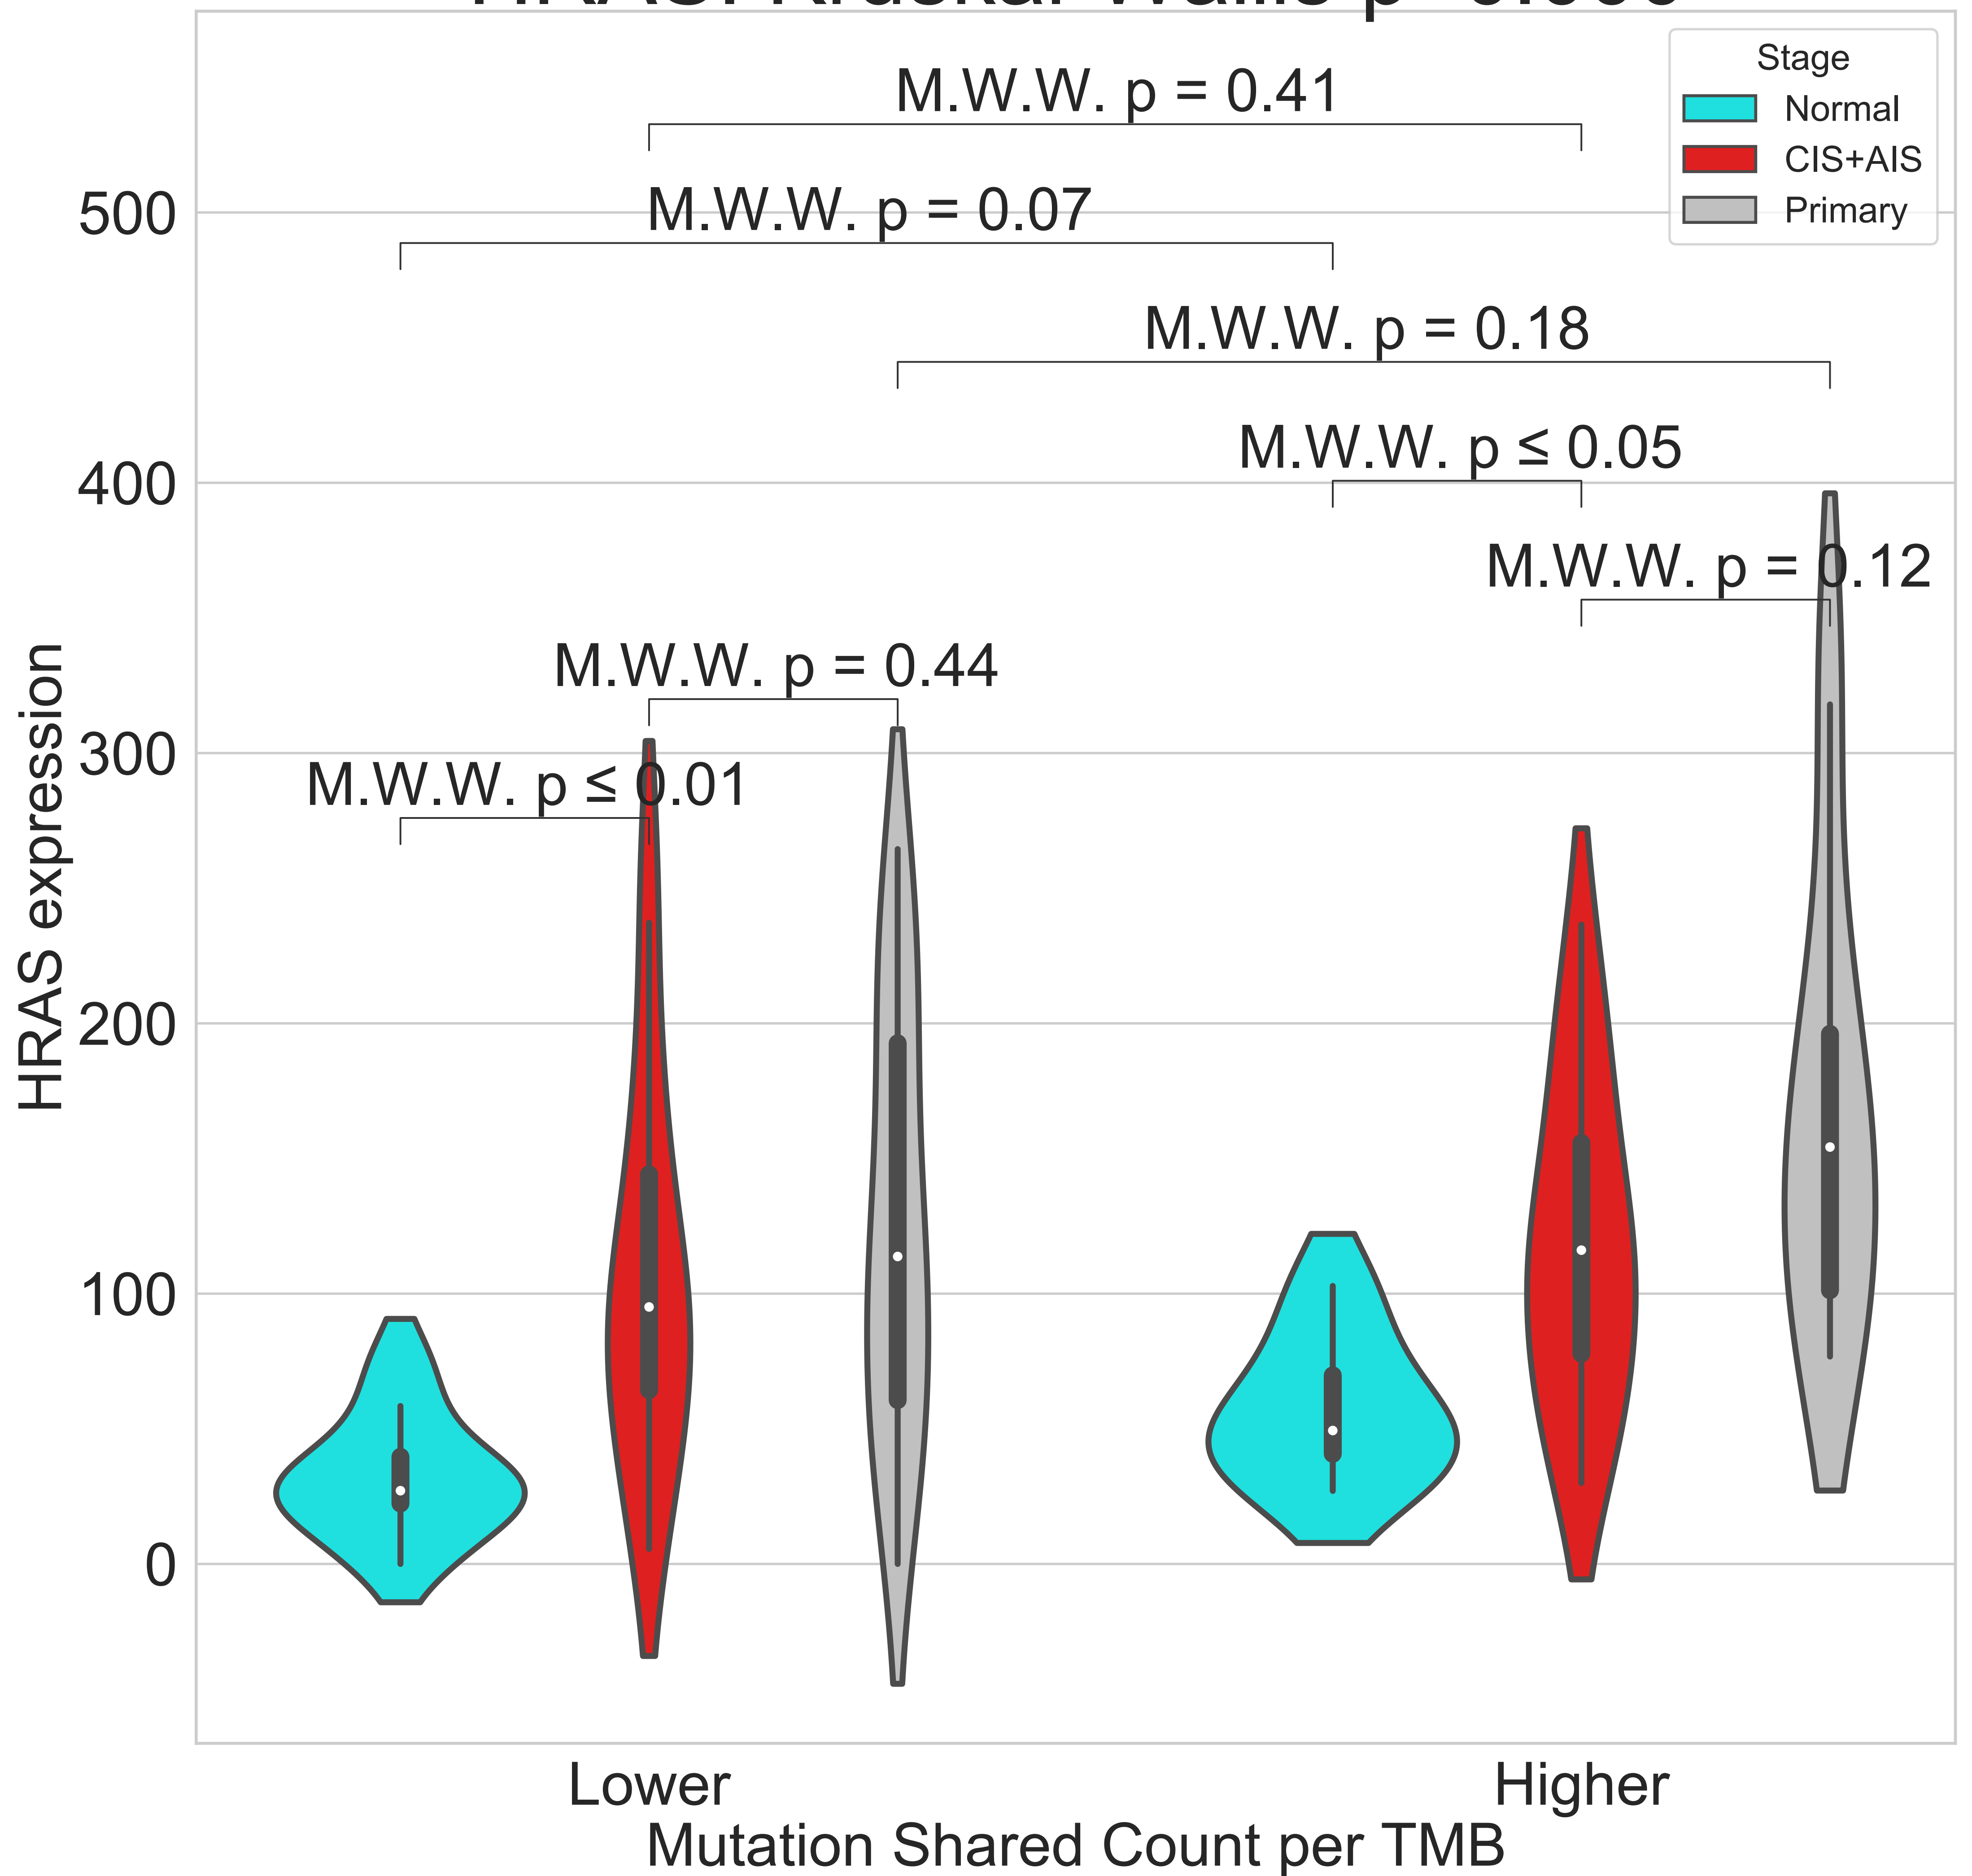 Stage
Normal
CIS+AIS
Primary
M.W.W. p = 0.41
M.W.W. p = 0.07
M.W.W. p = 0.18
M.W.W. p ≤ 0.05
M.W.W. p = 0.12
M.W.W. p = 0.44
M.W.W. p ≤ 0.01
HRAS expression
500
400
300
200
100
0
Lower
Higher
Mutation Shared Count per TMB